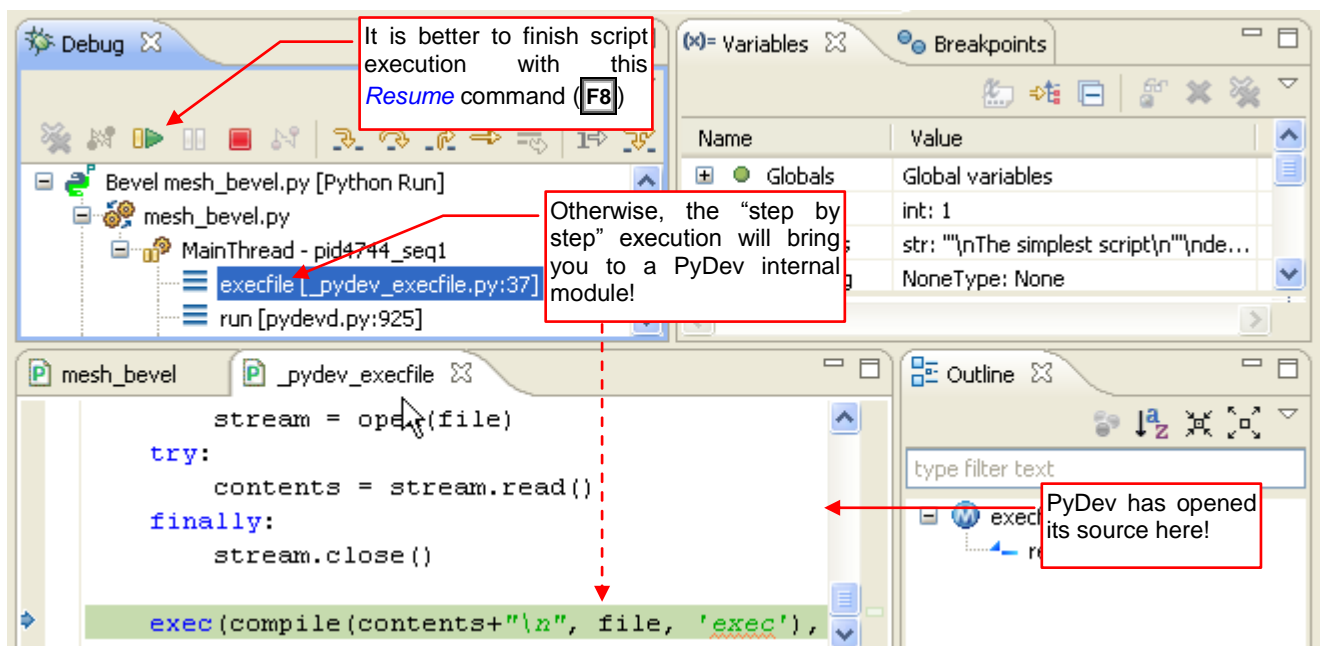 Debug
It is better to finish script
execution with this
Resume command (F8)
(x)= Variables
Breakpoints
Name Value
Bevel mesh_bevel.py [Python Run]
mesh_bevel.py
MainThread - pid4744_seq1
execfile [_pydev_execfile.py:37]
run [pydevd.py:925]
Otherwise, the “step by
step” execution will bring
you to a PyDev internal
module!
Globals Global variables
int: 1
str: '"\nThe simplest script\n""\nde...
NoneType: None
mesh_bevel
_pydev_execfile
Outline
stream = open(file)
try:
contents = stream.read()
finally:
stream.close()
exec(compile(contents+"\n", file, 'exec'),
type filter text
PyDev has opened
its source here!